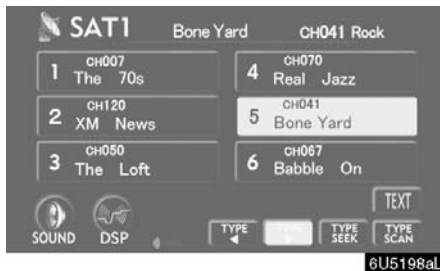 SAT1 Bone Yard CH041 Rock
1 CH007 The 70s
4 CH070 Real Jazz
2 CH120 XM News
5 CH041 Bone Yard
3 CH050 The Loft
6 CH067 Babble On
TEXT
SOUND DSP TYPE ◀ TYPE SEEK TYPE SCAN
6U5198aL